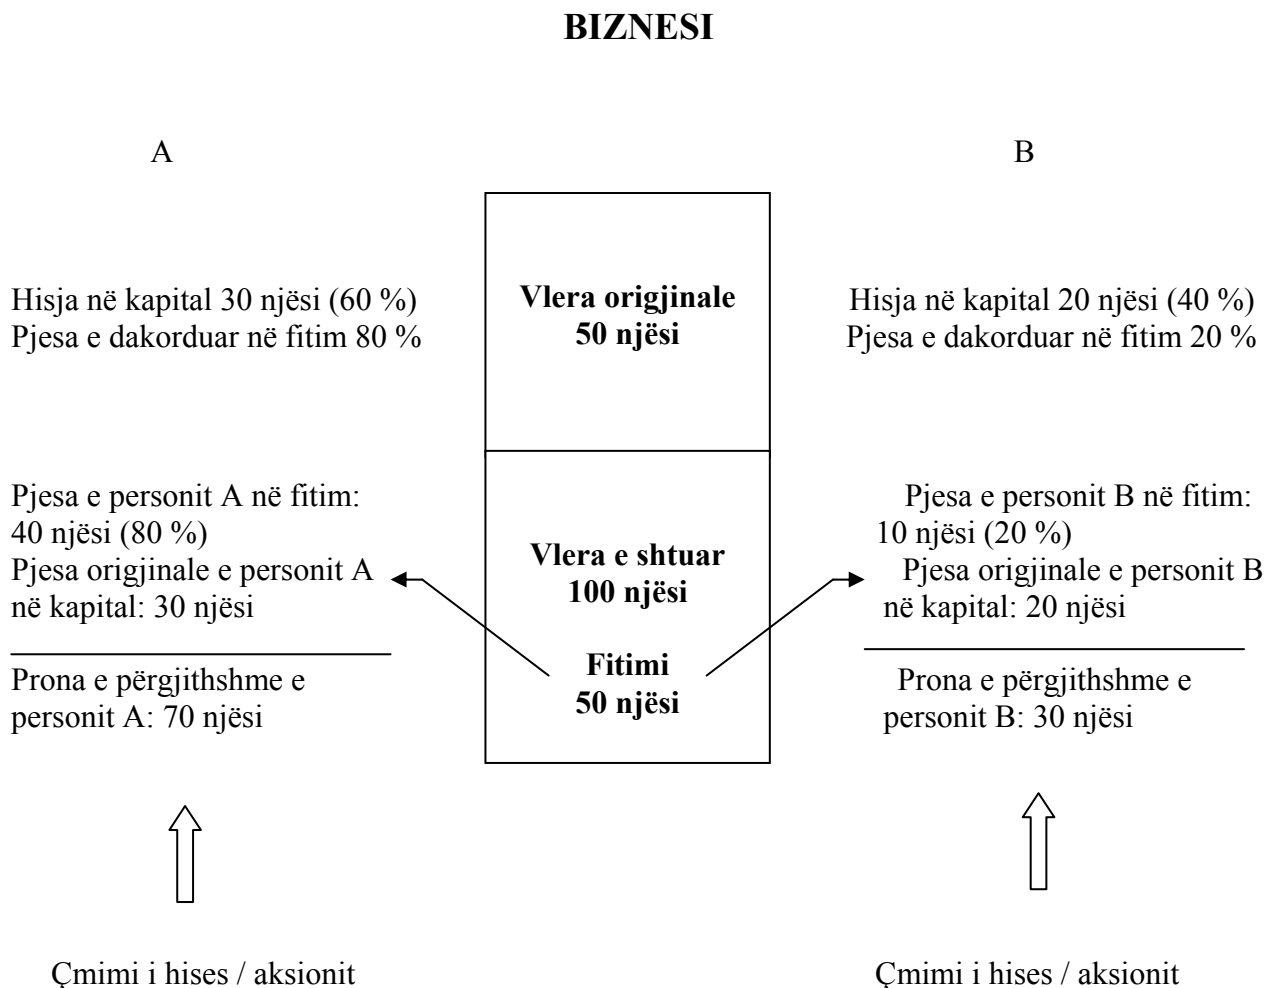 BIZNESI
A
B
Hisja në kapital 30 njësi (60 %)
Pjesa e dakorduar në fitim 80 %
Vlera origjinale
50 njësi
Hisja në kapital 20 njësi (40 %)
Pjesa e dakorduar në fitim 20 %
Pjesa e personit A në fitim:
40 njësi (80 %)
Pjesa origjinale e personit A
në kapital: 30 njësi
Prona e përgjithshme e
personit A: 70 njësi
Vlera e shtuar
100 njësi
Fitimi
50 njësi
Pjesa e personit B në fitim:
10 njësi (20 %)
Pjesa origjinale e personit B
në kapital: 20 njësi
Prona e përgjithshme e
personit B: 30 njësi
Çmimi i hises / aksionit
Çmimi i hises / aksionit